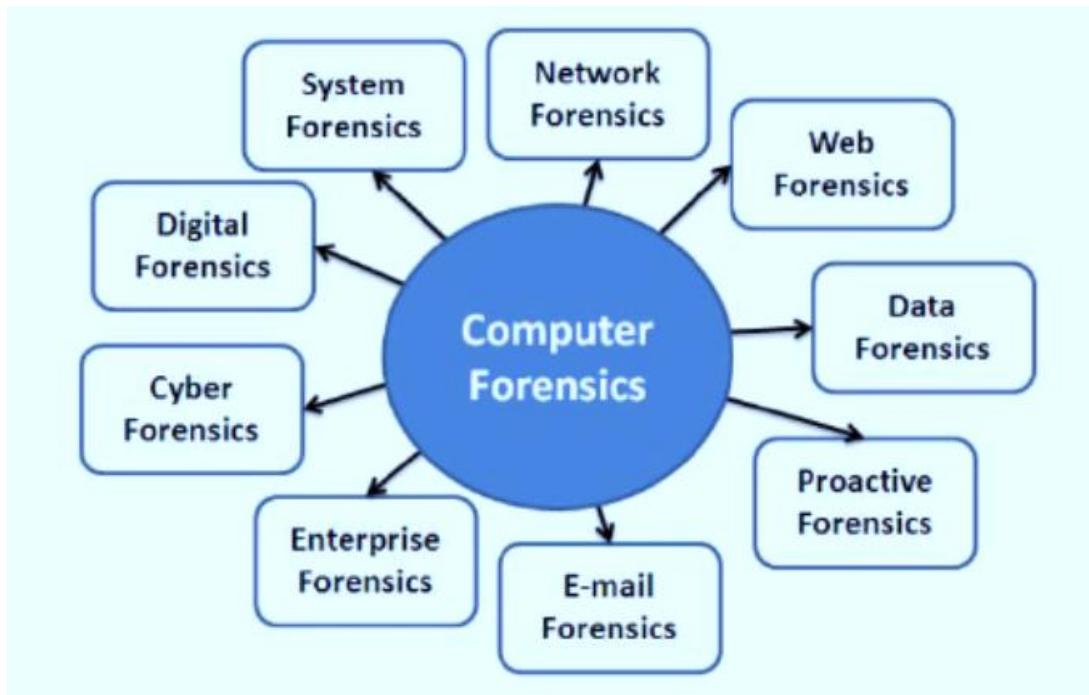 System
Forensics
Network
Forensics
Web
Forensics
Digital
Forensics
Data
Forensics
Computer
Forensics
Cyber
Forensics
Proactive
Forensics
Enterprise
Forensics
E-mail
Forensics